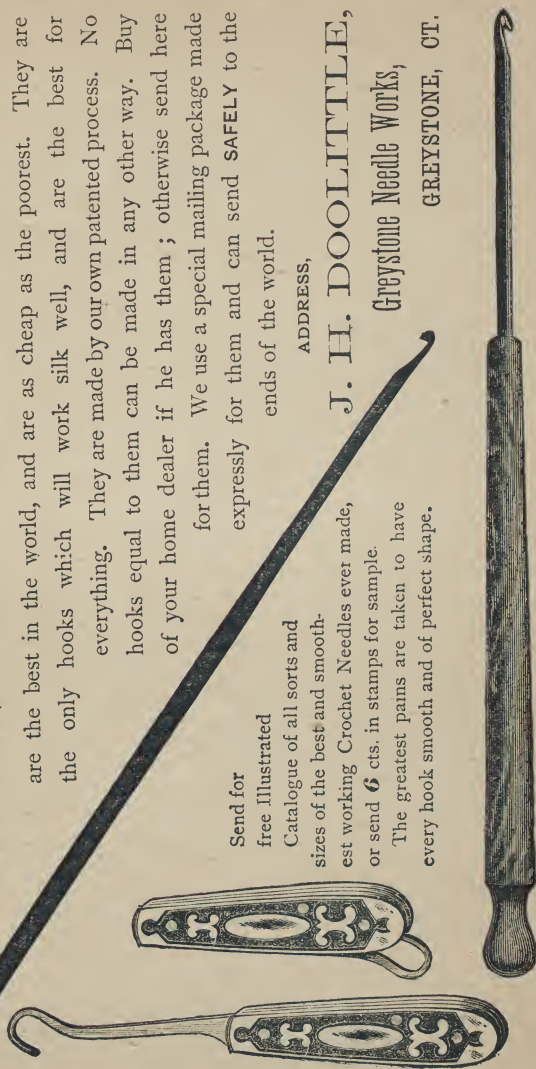 are the best in the world, and are as cheap as the poorest. They are
the only hooks which will work silk well, and are the best for
everything. They are made by our own patented process. No
hooks equal to them can be made in any other way. Buy
of your home dealer if he has them; otherwise send here
for them. We use a special mailing package made
expressly for them and can send SAFELY to the
ends of the world.
ADDRESS,
J. H. DOOLITTLE,
Greystone Needle Works,
GREYSTONE, CT.
Send for
free Illustrated
Catalogue of all sorts and
sizes of the best and smooth-
est working Crochet Needles ever made,
or send 6 cts. in stamps for sample.
The greatest pains are taken to have
every hook smooth and of perfect shape.